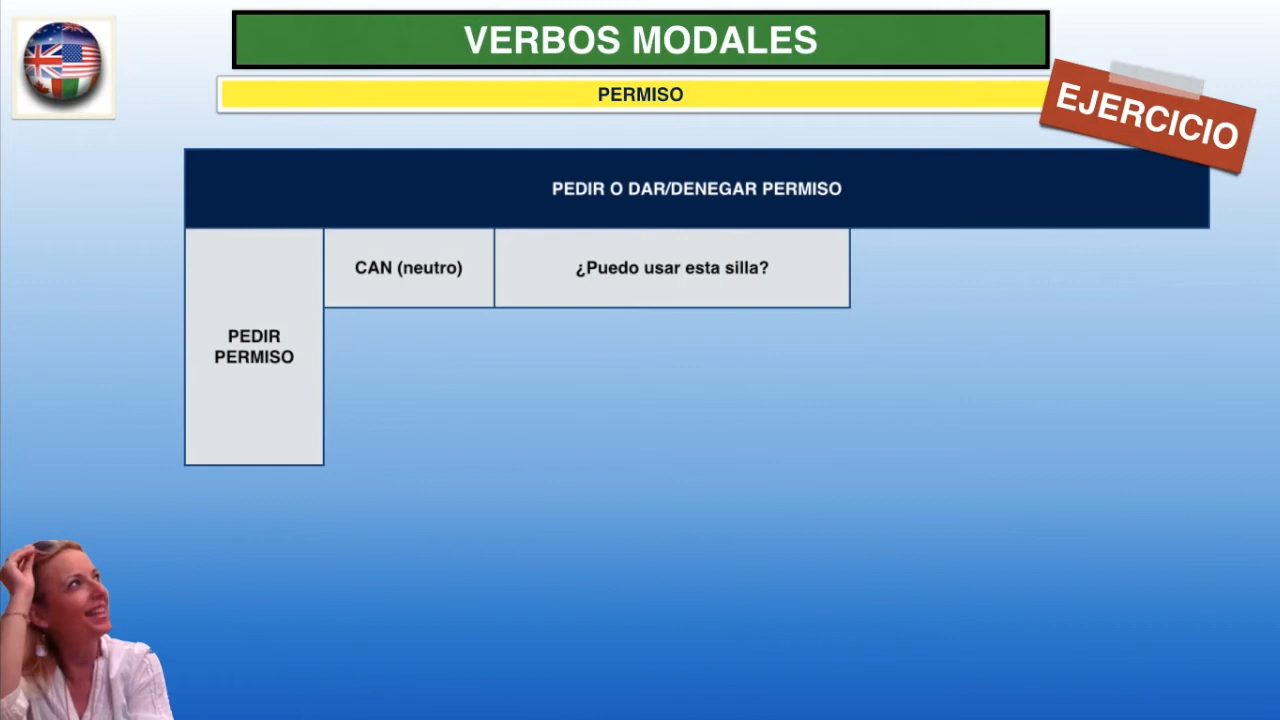 VERBOS MODALES
PERMISO
EJERCICIO
PEDIR O DAR/DENEGAR PERMISO
CAN (neutro)
¿Puedo usar esta silla?
PEDIR
PERMISO